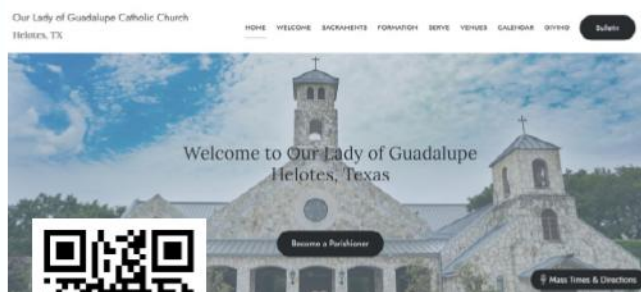 Our Lady of Guadalupe Catholic Church
Helotes, TX
HOME WELCOME SACRAMENTS FORMATION SERVE VENUES CALENDAR GIVING Bulletin
Welcome to Our Lady of Guadalupe
Helotes, Texas
Become a Parishioner
Mass Times & Directions